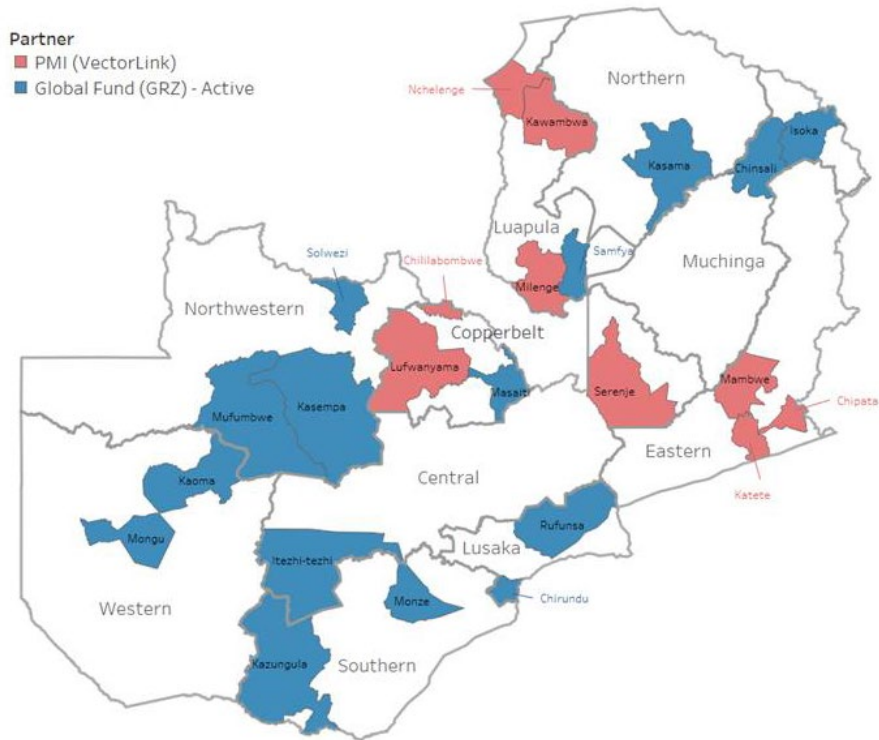 Partner
PMI (VectorLink)
Global Fund (GRZ) - Active
Northern
Nchelenge
Kawambwa
Isoka
Kasama
Chinsali
Luapula
Solwezi
Chililabombwe
Samfya
Muchinga
Milenge
Northwestern
Copperbelt
Lufwanyama
Mambwe
Serenje
Masaiti
Kasempa
Chipata
Mufumbwe
Eastern
Kaoma
Central
Katete
Mongu
Rufunsa
Lusaka
Itezhi-tezhi
Chirundu
Monze
Western
Kazungula
Southern